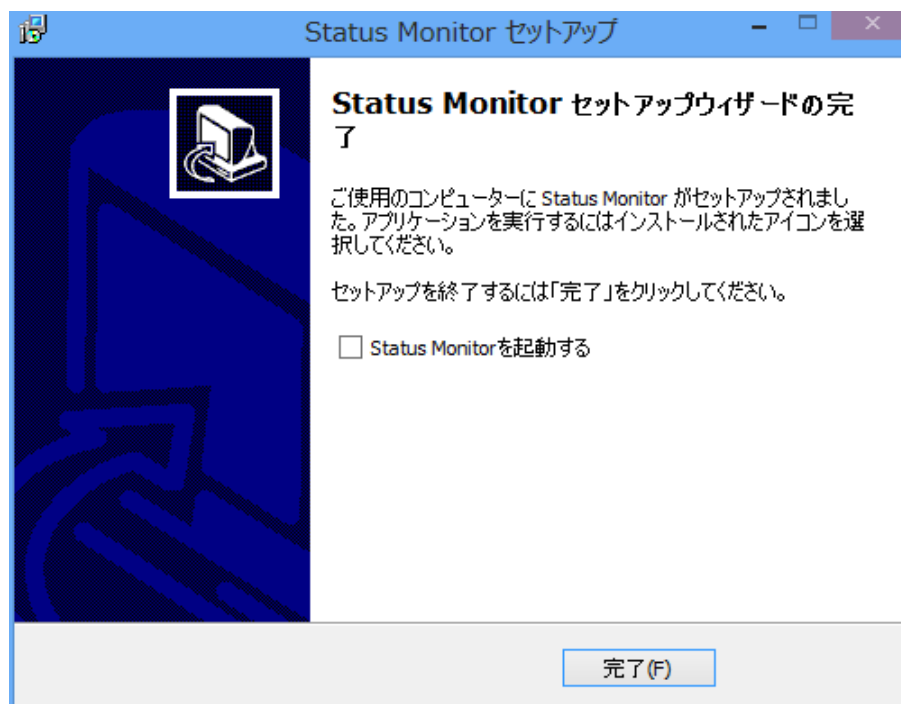 Status Monitor セットアップ
Status Monitor セットアップウィザードの完
了
ご使用のコンピューターに Status Monitor がセットアップされまし
た。アプリケーションを実行するにはインストールされたアイコンを選
択してください。
セットアップを終了するには「完了」をクリックしてください。
Status Monitorを起動する
完了(F)